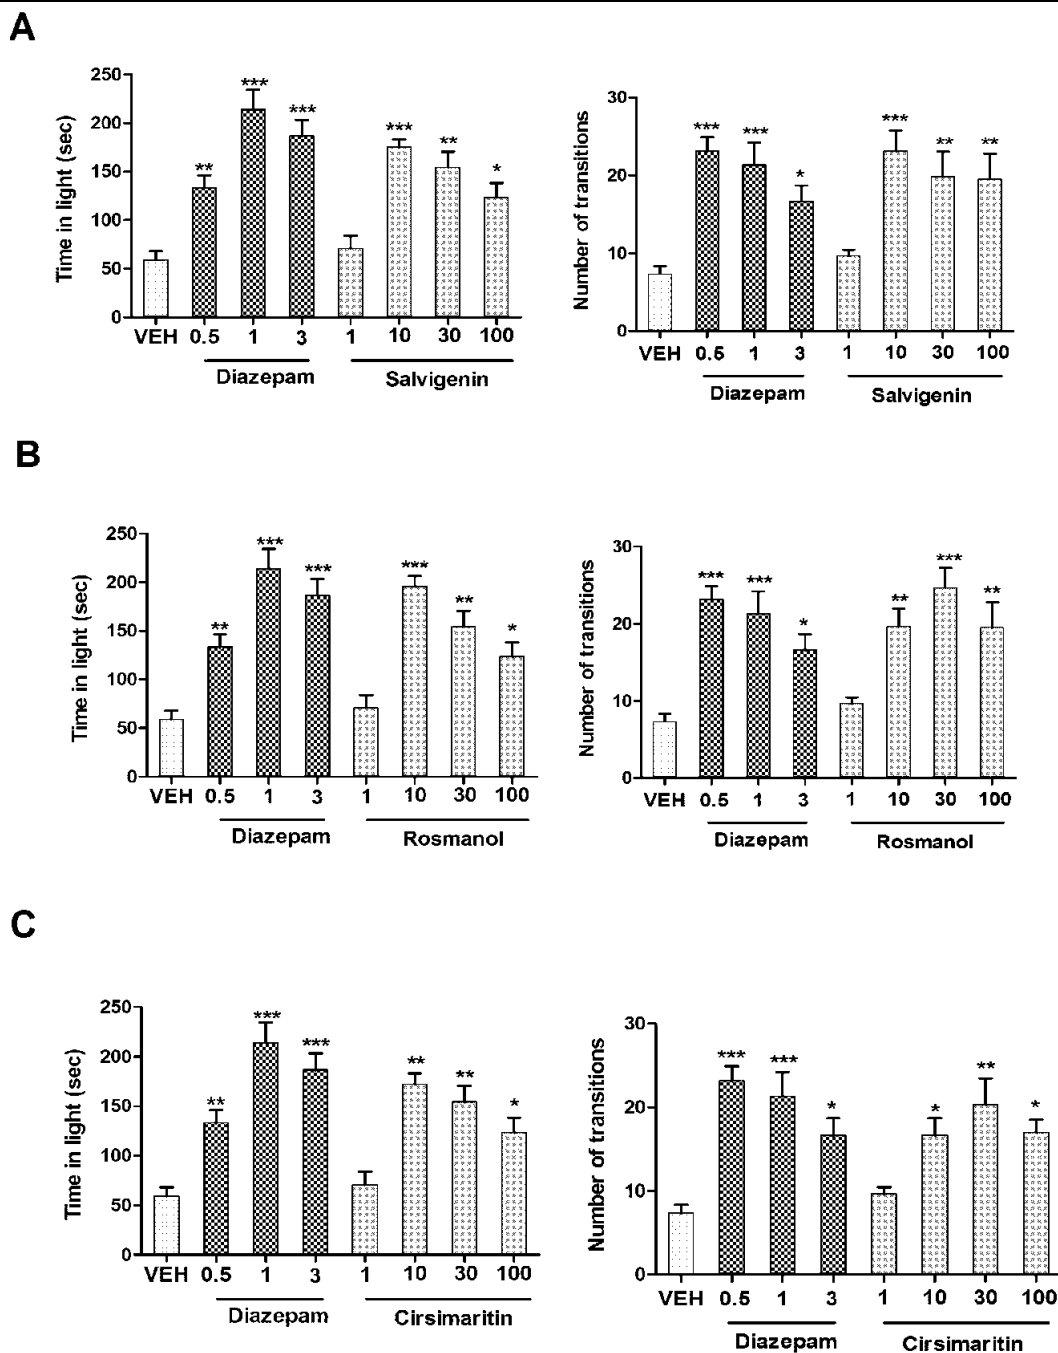 A
Time in light (sec)
250
200
150
100
50
0
** *** *** *** ** *
VEH 0.5 1 3 1 10 30 100
Diazepam Salvigenin
Number of transitions
30
20
10
0
*** *** * *** ** **
VEH 0.5 1 3 1 10 30 100
Diazepam Salvigenin
B
Time in light (sec)
250
200
150
100
50
0
** *** *** *** ** *
VEH 0.5 1 3 1 10 30 100
Diazepam Rosmanol
Number of transitions
30
20
10
0
*** *** * ** *** **
VEH 0.5 1 3 1 10 30 100
Diazepam Rosmanol
C
Time in light (sec)
250
200
150
100
50
0
** *** *** ** ** *
VEH 0.5 1 3 1 10 30 100
Diazepam Cirsimaritin
Number of transitions
30
20
10
0
*** *** * * ** *
VEH 0.5 1 3 1 10 30 100
Diazepam Cirsimaritin